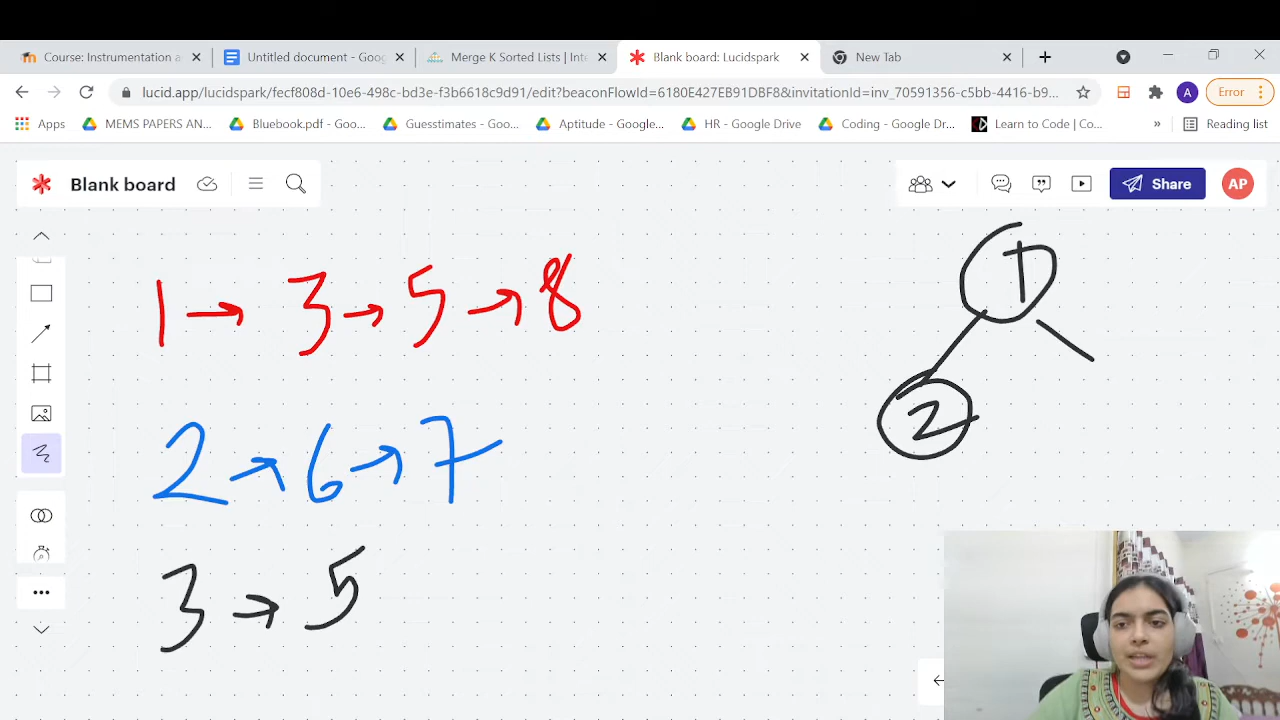 Course: Instrumentation a
Untitled document - Goog
Merge K Sorted Lists | Inte
Blank board: Lucidspark
New Tab
lucid.app/lucidspark/fecf808d-10e6-498c-bd3e-f3b6618c9d91/edit?beaconFlowId=6180E427EB91DBF8&invitationId=inv_70591356-c5bb-4416-b9...
A
Error
Apps
MEMS PAPERS AN...
Bluebook.pdf - Goo...
Guesstimates - Goo...
Aptitude - Google...
HR - Google Drive
Coding - Google Dr...
Learn to Code | Co...
»
Reading list
Blank board
Share
AP
1 → 3 → 5 → 8
2 → 6 → 7
3 → 5
1
2